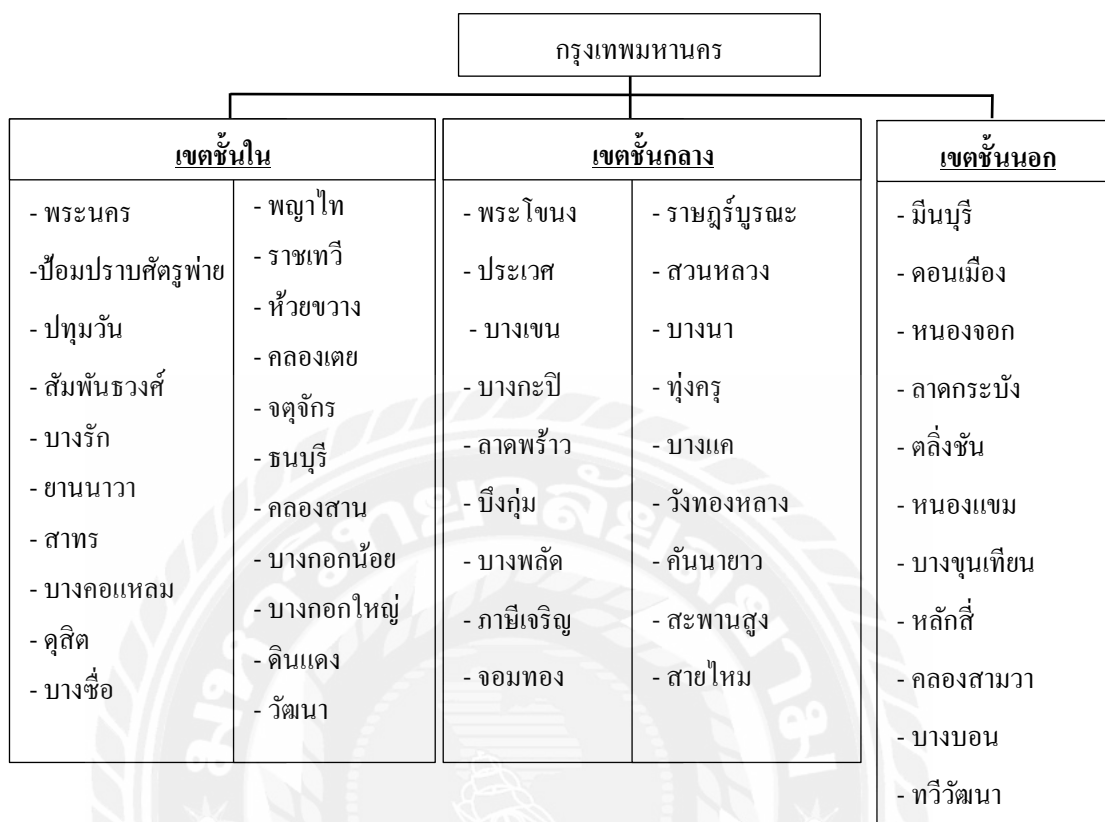 กรุงเทพมหานคร
เขตชั้นใน
- พระนคร
-ป้อมปราบศัตรูพ่าย
- ปทุมวัน
- สัมพันธวงศ์
- บางรัก
- ยานนาวา
- สาทร
- บางคอแหลม
- ดุสิต
- บางซื่อ
- พญาไท
- ราชเทวี
- ห้วยขวาง
- คลองเตย
- จตุจักร
- ธนบุรี
- คลองสาน
- บางกอกน้อย
- บางกอกใหญ่
- ดินแดง
- วัฒนา
เขตชั้นกลาง
- พระโขนง
- ประเวศ
- บางเขน
- บางกะปิ
- ลาดพร้าว
- บึงกุ่ม
- บางพลัด
- ภาษีเจริญ
- จอมทอง
- ราษฎร์บูรณะ
- สวนหลวง
- บางนา
- ทุ่งครุ
- บางแค
- วังทองหลาง
- คันนายาว
- สะพานสูง
- สายไหม
เขตชั้นนอก
- มีนบุรี
- ดอนเมือง
- หนองจอก
- ลาดกระบัง
- ตลิ่งชัน
- หนองแขม
- บางขุนเทียน
- หลักสี่
- คลองสามวา
- บางบอน
- ทวีวัฒนา
มหาวิทยาลัยสยาม